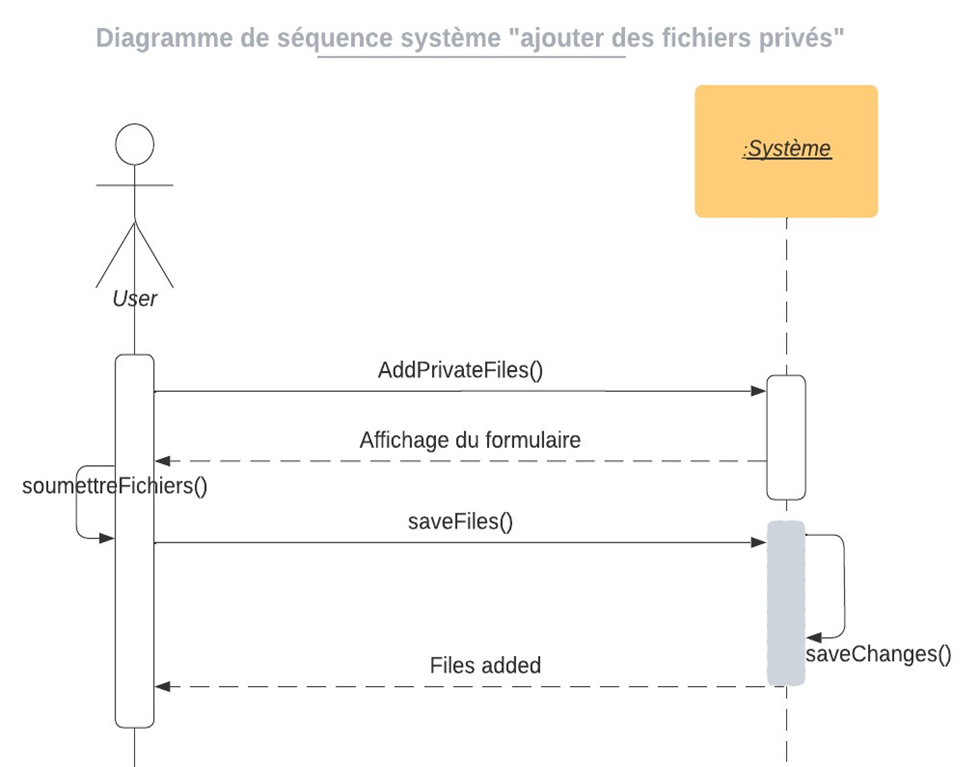 Diagramme de séquence système "ajouter des fichiers privés"
:Système
User
AddPrivateFiles()
Affichage du formulaire
soumettreFichiers()
saveFiles()
saveChanges()
Files added